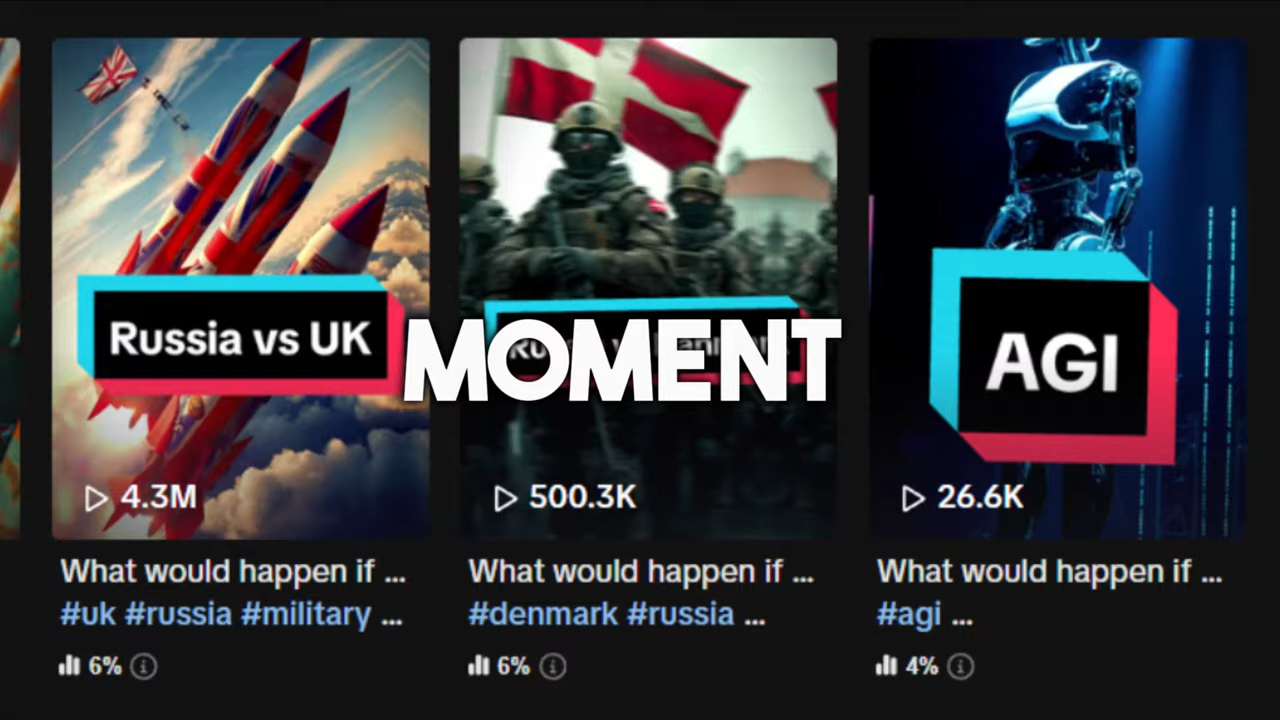 Russia vs UK
MOMENT
AGI
4.3M
500.3K
26.6K
What would happen if ...
#uk #russia #military ...
6%
What would happen if ...
#denmark #russia ...
6%
What would happen if ...
#agi ...
4%